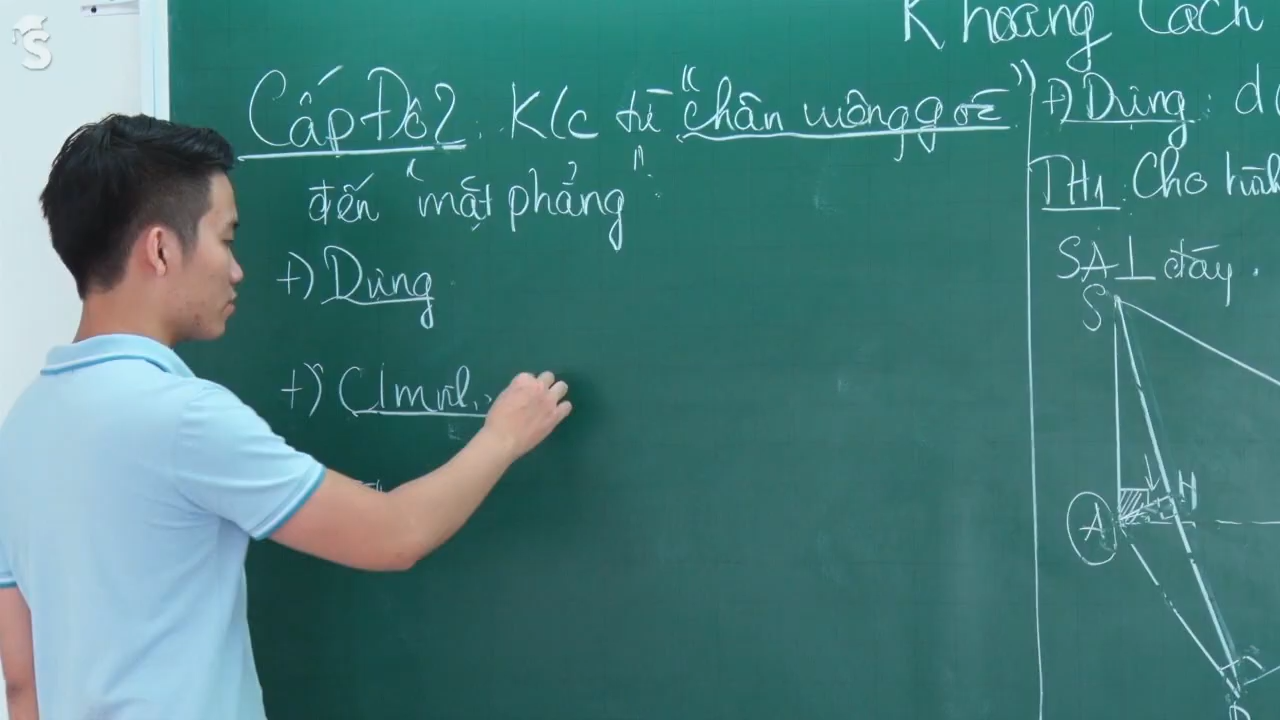 Khoảng Cách
Cấp Độ 2: K/c từ "chân vuông góc"
đến "mặt phẳng".
+) Dựng
+) C/minh
+) Dựng: d(
TH1: Cho hình
SA ⊥ đáy.
S
H
A
S